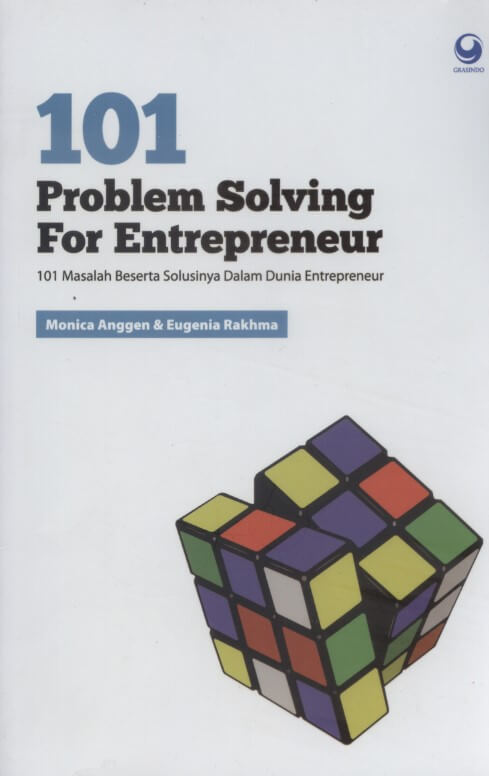 GRASINDO
101
Problem Solving
For Entrepreneur
101 Masalah Beserta Solusinya Dalam Dunia Entrepreneur
Monica Anggen & Eugenia Rakhma